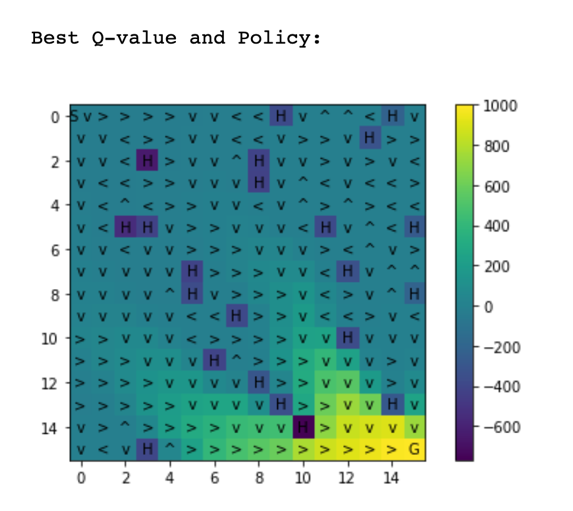 Best Q-value and Policy:
0 S v > > > > v v < < H v ^ ^ < H v 1000
v v < > > v v < < v > > v H > >
2 v v < H > v v ^ H v v v v > v < 800
v < < > > v v v H v ^ < v < < >
4 v < ^ < > > v v < v ^ > ^ > < < 600
v < H H v > > v v v < H v ^ < H
6 v v < v v > > > v v v > < ^ v > 400
v v v v v H > > v v v < H v ^ ^ 200
8 v v v v ^ H v > > > v < > v ^ H 0
v v v v v < < H > > v < < > v <
10 > > v v v v > v > > v v H v v v −200
> > > v v v H ^ > > v v v v > v
12 > > > > v v v v H > > v v v > v −400
> > > > > v v v v H > > v v H v
14 v > ^ > > > > v v v H > v v v v −600
v < v H ^ > > > > > > > > > > G
0 2 4 6 8 10 12 14